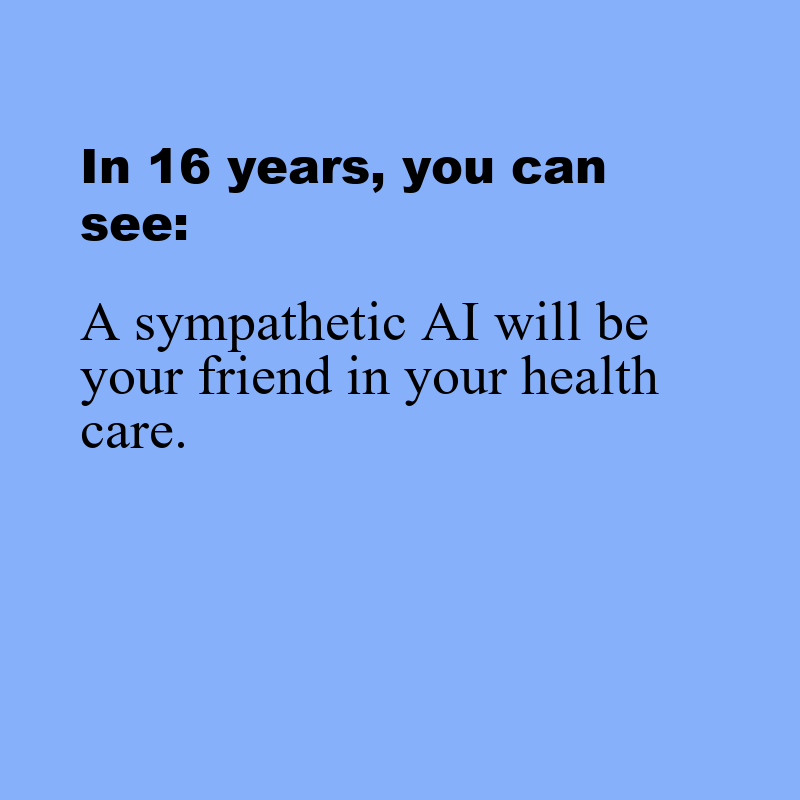 In 16 years, you can
see:
A sympathetic AI will be
your friend in your health
care.